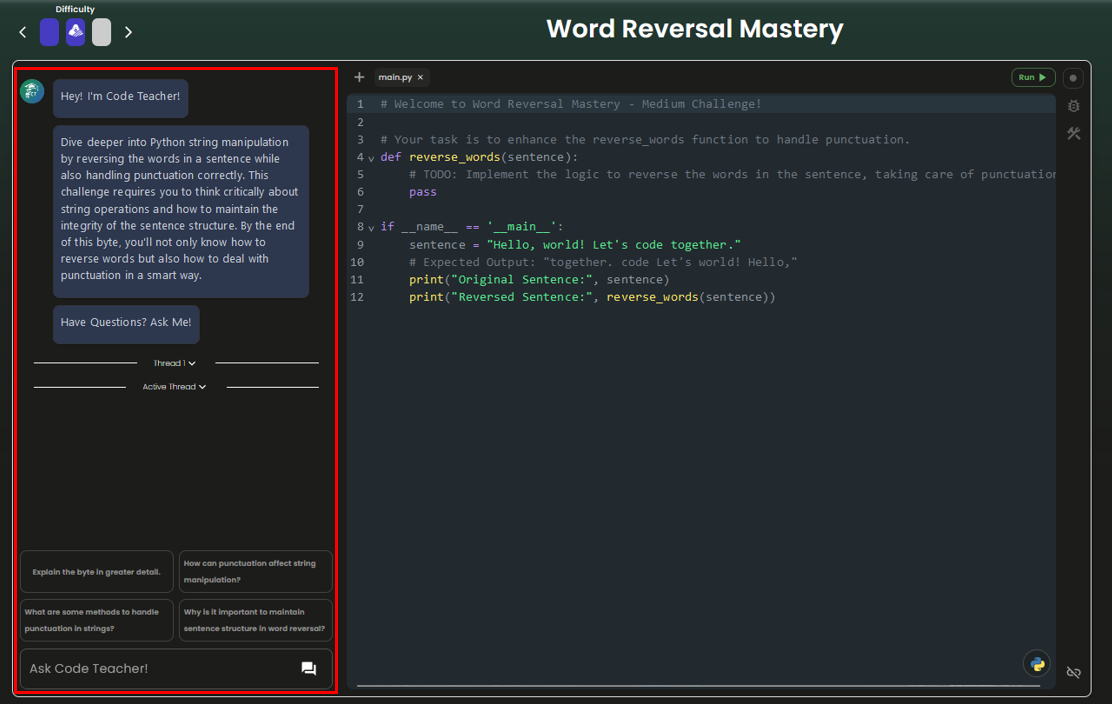 Difficulty
Word Reversal Mastery
Hey! I'm Code Teacher!
Dive deeper into Python string manipulation
by reversing the words in a sentence while
also handling punctuation correctly. This
challenge requires you to think critically about
string operations and how to maintain the
integrity of the sentence structure. By the end
of this byte, you'll not only know how to
reverse words but also how to deal with
punctuation in a smart way.
Have Questions? Ask Me!
Thread 1
Active Thread
Explain the byte in greater detail.
How can punctuation affect string
manipulation?
What are some methods to handle
punctuation in strings?
Why is it important to maintain
sentence structure in word reversal?
Ask Code Teacher!
+ main.py ×
Run
1 # Welcome to Word Reversal Mastery - Medium Challenge!
2
3 # Your task is to enhance the reverse_words function to handle punctuation.
4 def reverse_words(sentence):
5 # TODO: Implement the logic to reverse the words in the sentence, taking care of punctuation
6 pass
7
8 if __name__ == '__main__':
9 sentence = "Hello, world! Let's code together."
10 # Expected Output: "together. code Let's world! Hello,"
11 print("Original Sentence:", sentence)
12 print("Reversed Sentence:", reverse_words(sentence))